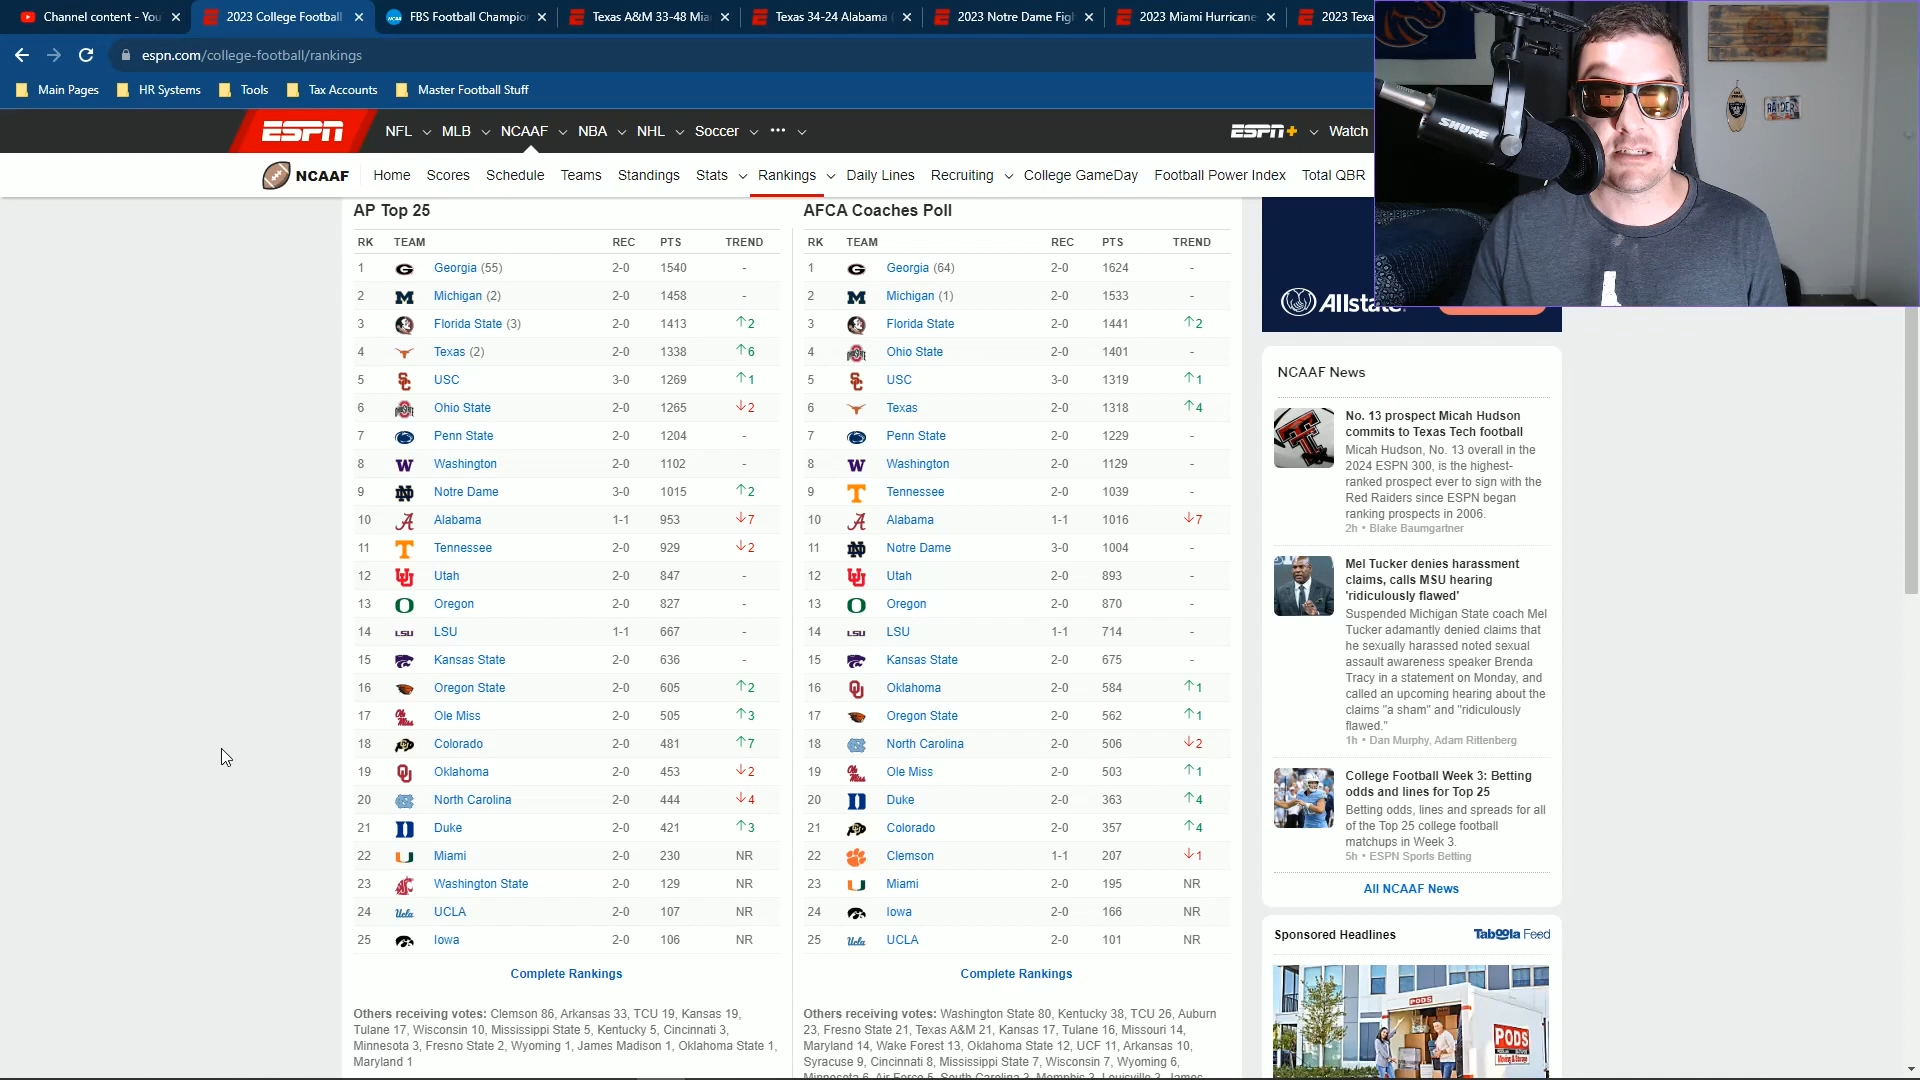 Channel content - You
2023 College Football
FBS Football Champio
Texas A&M 33-48 Mia
Texas 34-24 Alabama
2023 Notre Dame Fig
2023 Miami Hurricane
2023 Texa
espn.com/college-football/rankings
Main Pages HR Systems Tools Tax Accounts Master Football Stuff
ESPN NFL MLB NCAAF NBA NHL Soccer ••• ESPN+ Watch
NCAAF Home Scores Schedule Teams Standings Stats Rankings Daily Lines Recruiting College GameDay Football Power Index Total QBR
SHURE
RAIDERS
Allstate
AP Top 25
RK TEAM REC PTS TREND
1 Georgia (55) 2-0 1540 -
2 Michigan (2) 2-0 1458 -
3 Florida State (3) 2-0 1413 ↑2
4 Texas (2) 2-0 1338 ↑6
5 USC 3-0 1269 ↑1
6 Ohio State 2-0 1265 ↓2
7 Penn State 2-0 1204 -
8 Washington 2-0 1102 -
9 Notre Dame 3-0 1015 ↑2
10 Alabama 1-1 953 ↓7
11 Tennessee 2-0 929 ↓2
12 Utah 2-0 847 -
13 Oregon 2-0 827 -
14 LSU LSU 1-1 667 -
15 Kansas State 2-0 636 -
16 Oregon State 2-0 605 ↑2
17 Ole Miss Ole Miss 2-0 505 ↑3
18 Colorado 2-0 481 ↑7
19 Oklahoma 2-0 453 ↓2
20 North Carolina 2-0 444 ↓4
21 Duke 2-0 421 ↑3
22 Miami 2-0 230 NR
23 Washington State 2-0 129 NR
24 Ucla UCLA 2-0 107 NR
25 Iowa 2-0 106 NR
Complete Rankings
Others receiving votes: Clemson 86, Arkansas 33, TCU 19, Kansas 19,
Tulane 17, Wisconsin 10, Mississippi State 5, Kentucky 5, Cincinnati 3,
Minnesota 3, Fresno State 2, Wyoming 1, James Madison 1, Oklahoma State 1,
Maryland 1
AFCA Coaches Poll
RK TEAM REC PTS TREND
1 Georgia (64) 2-0 1624 -
2 Michigan (1) 2-0 1533 -
3 Florida State 2-0 1441 ↑2
4 Ohio State 2-0 1401 -
5 USC 3-0 1319 ↑1
6 Texas 2-0 1318 ↑4
7 Penn State 2-0 1229 -
8 Washington 2-0 1129 -
9 Tennessee 2-0 1039 -
10 Alabama 1-1 1016 ↓7
11 Notre Dame 3-0 1004 -
12 Utah 2-0 893 -
13 Oregon 2-0 870 -
14 LSU LSU 1-1 714 -
15 Kansas State 2-0 675 -
16 Oklahoma 2-0 584 ↑1
17 Oregon State 2-0 562 ↑1
18 North Carolina 2-0 506 ↓2
19 Ole Miss Ole Miss 2-0 503 ↑1
20 Duke 2-0 363 ↑4
21 Colorado 2-0 357 ↑4
22 Clemson 1-1 207 ↓1
23 Miami 2-0 195 NR
24 Iowa 2-0 166 NR
25 Ucla UCLA 2-0 101 NR
Complete Rankings
Others receiving votes: Washington State 80, Kentucky 38, TCU 26, Auburn
23, Fresno State 21, Texas A&M 21, Kansas 17, Tulane 16, Missouri 14,
Maryland 14, Wake Forest 13, Oklahoma State 12, UCF 11, Arkansas 10,
Syracuse 9, Cincinnati 8, Mississippi State 7, Wisconsin 7, Wyoming 6,
Minnesota 6, Air Force 5, South Carolina 3, Memphis 3, Louisville 3, James
NCAAF News
No. 13 prospect Micah Hudson
commits to Texas Tech football
Micah Hudson, No. 13 overall in the
2024 ESPN 300, is the highest-
ranked prospect ever to sign with the
Red Raiders since ESPN began
ranking prospects in 2006.
2h • Blake Baumgartner
Mel Tucker denies harassment
claims, calls MSU hearing
'ridiculously flawed'
Suspended Michigan State coach Mel
Tucker adamantly denied claims that
he sexually harassed noted sexual
assault awareness speaker Brenda
Tracy in a statement on Monday, and
called an upcoming hearing about the
claims "a sham" and "ridiculously
flawed."
1h • Dan Murphy, Adam Rittenberg
College Football Week 3: Betting
odds and lines for Top 25
Betting odds, lines and spreads for all
of the Top 25 college football
matchups in Week 3.
5h • ESPN Sports Betting
All NCAAF News
Sponsored Headlines Taboola Feed
PODS
PODS
Moving & Storage